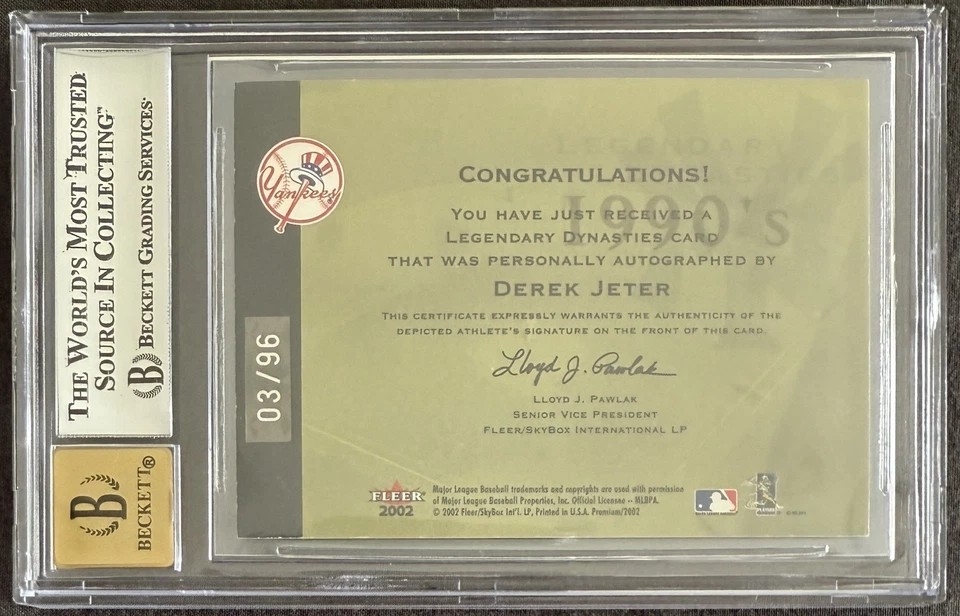 THE WORLD'S MOST TRUSTED
SOURCE IN COLLECTING™
B BECKETT GRADING SERVICES
B
BECKETT®
Yankees
03/96
LEGENDARY
1990's
CONGRATULATIONS!
YOU HAVE JUST RECEIVED A
LEGENDARY DYNASTIES CARD
THAT WAS PERSONALLY AUTOGRAPHED BY
DEREK JETER
THIS CERTIFICATE EXPRESSLY WARRANTS THE AUTHENTICITY OF THE
DEPICTED ATHLETE'S SIGNATURE ON THE FRONT OF THIS CARD.
Lloyd J. Pawlak
LLOYD J. PAWLAK
SENIOR VICE PRESIDENT
FLEER/SKYBOX INTERNATIONAL LP
FLEER
2002
Major League Baseball trademarks and copyrights are used with permission
of Major League Baseball Properties, Inc. Official Licensee – MLBPA.
© 2002 Fleer/SkyBox Int'l. LP, Printed in U.S.A. Premium/2002